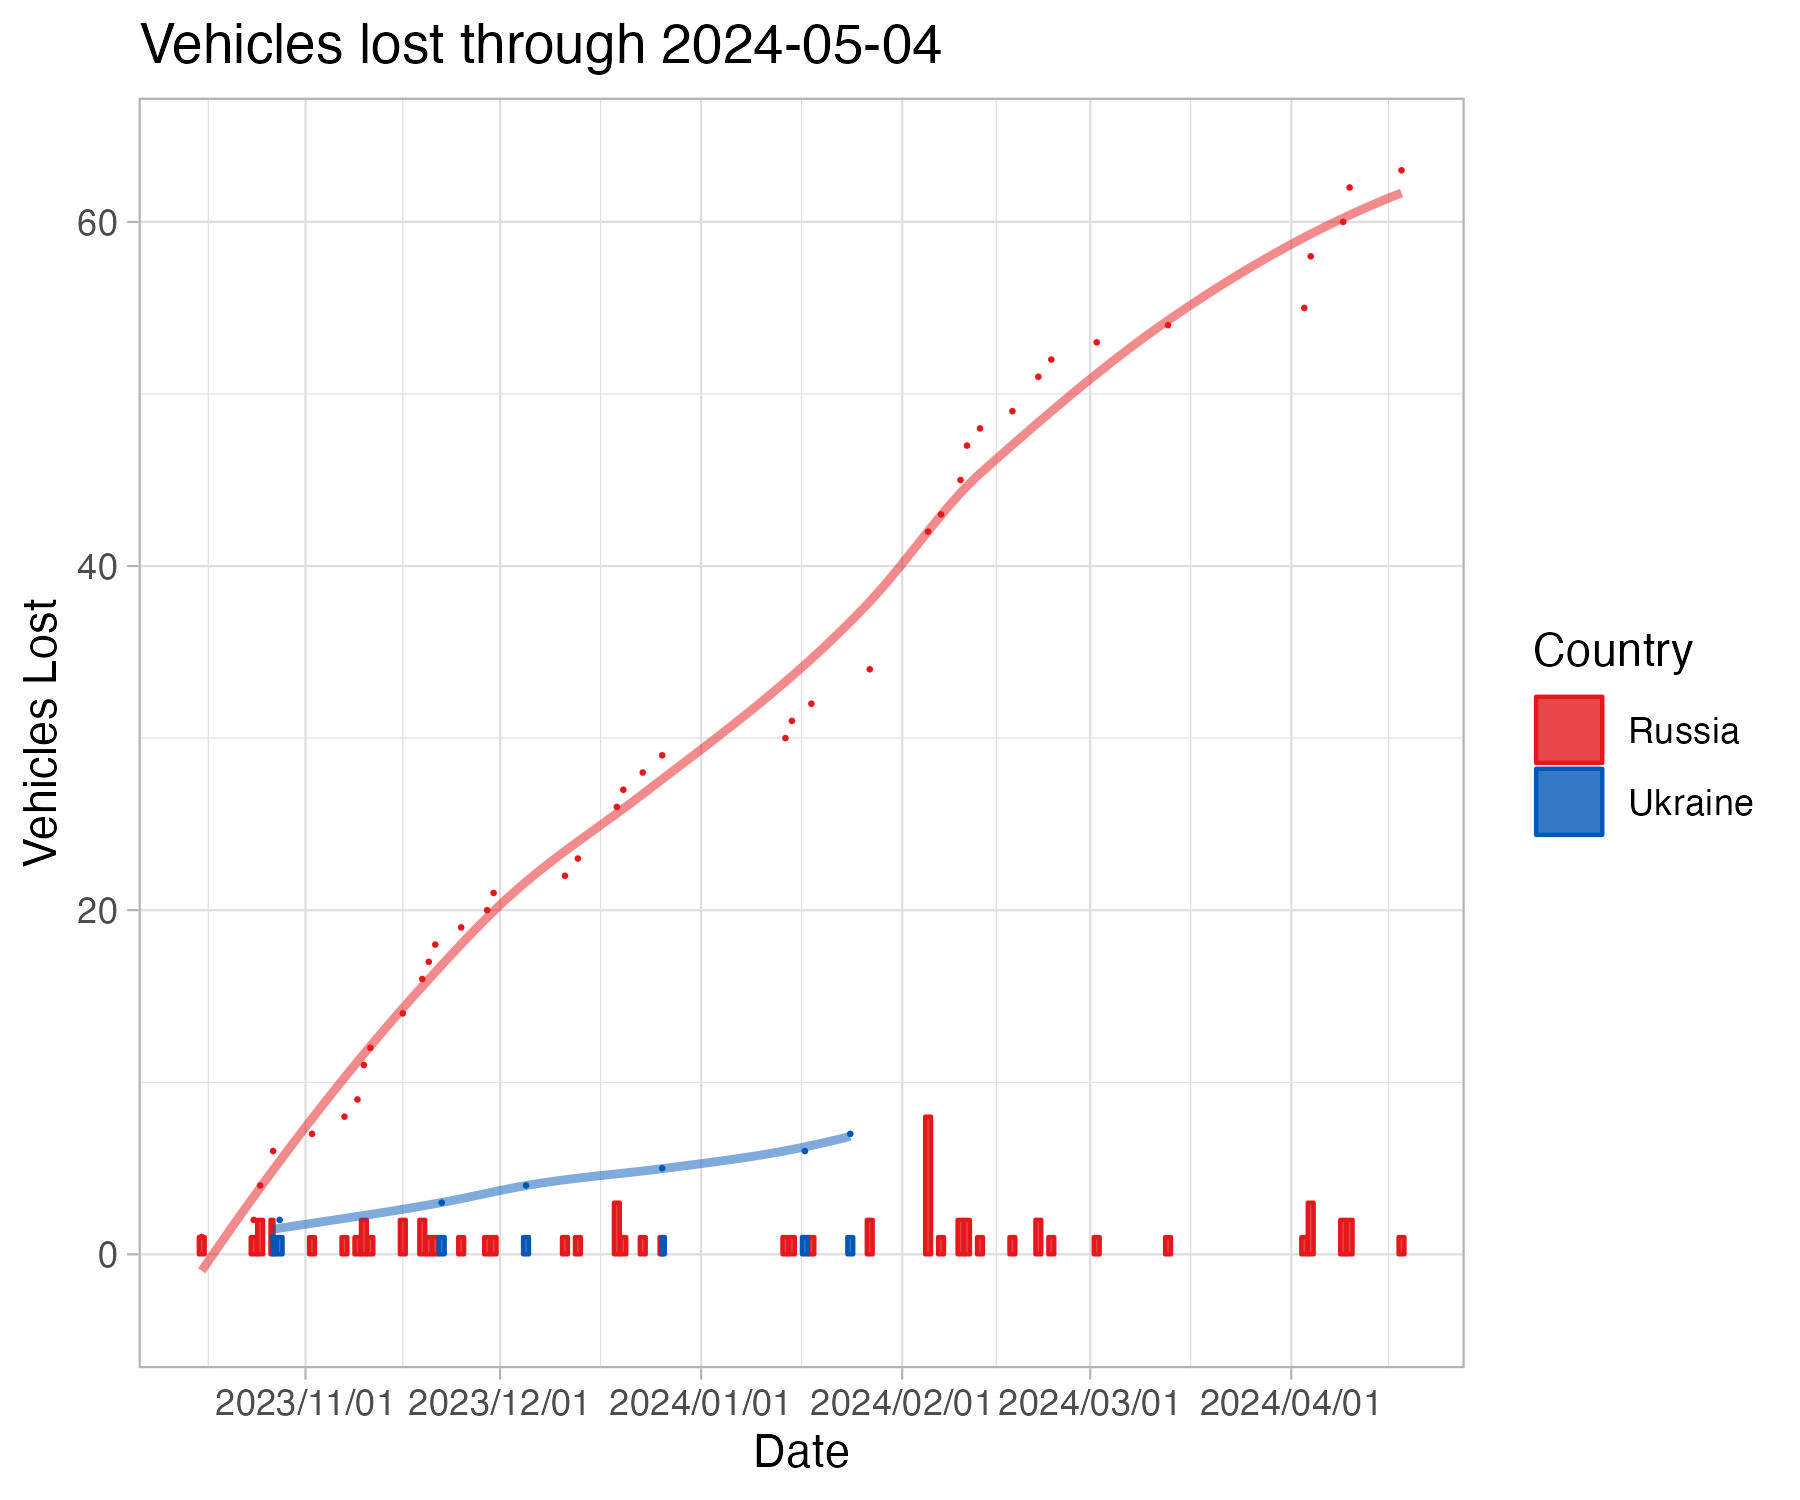 Vehicles lost through 2024-05-04
Vehicles Lost
60
40
20
0
2023/11/01 2023/12/01 2024/01/01 2024/02/01 2024/03/01 2024/04/01
Date
Country
Russia
Ukraine